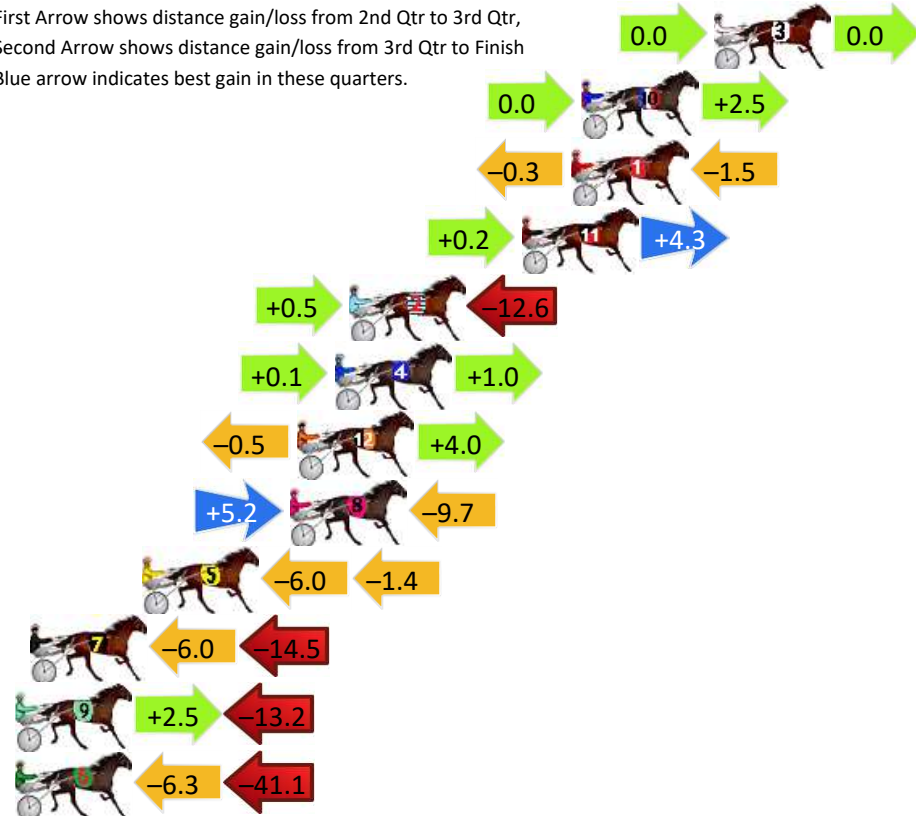 First Arrow shows distance gain/loss from 2nd Qtr to 3rd Qtr,
Second Arrow shows distance gain/loss from 3rd Qtr to Finish
Blue arrow indicates best gain in these quarters.
0.0 3 0.0
0.0 10 +2.5
–0.3 1 –1.5
+0.2 11 +4.3
+0.5 2 –12.6
+0.1 4 +1.0
–0.5 12 +4.0
+5.2 8 –9.7
5 –6.0 –1.4
7 –6.0 –14.5
9 +2.5 –13.2
6 –6.3 –41.1